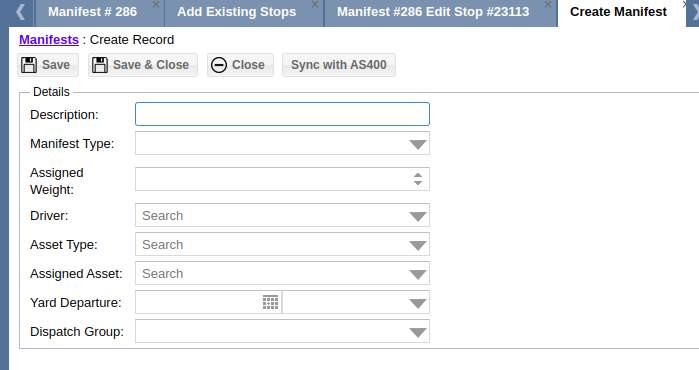 Manifest # 286 Add Existing Stops Manifest #286 Edit Stop #23113 Create Manifest
Manifests : Create Record
Save Save & Close Close Sync with AS400
Details
Description:
Manifest Type:
Assigned
Weight:
Driver: Search
Asset Type: Search
Assigned Asset: Search
Yard Departure:
Dispatch Group: